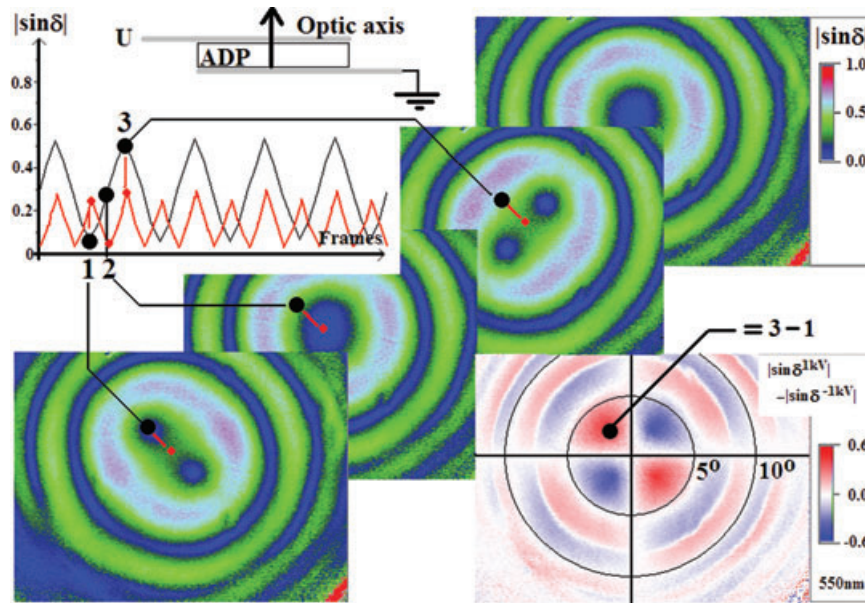 |sinδ|
U
Optic axis
ADP
0.8
0.6
0.4
0.2
0
3
Frames
1 2
|sinδ|
1.0
0.5
0.0
= 3-1
|sinδ^1kV|
-|sinδ^-1kV|
5° 10°
0.6
0.0
-0.6
550nm